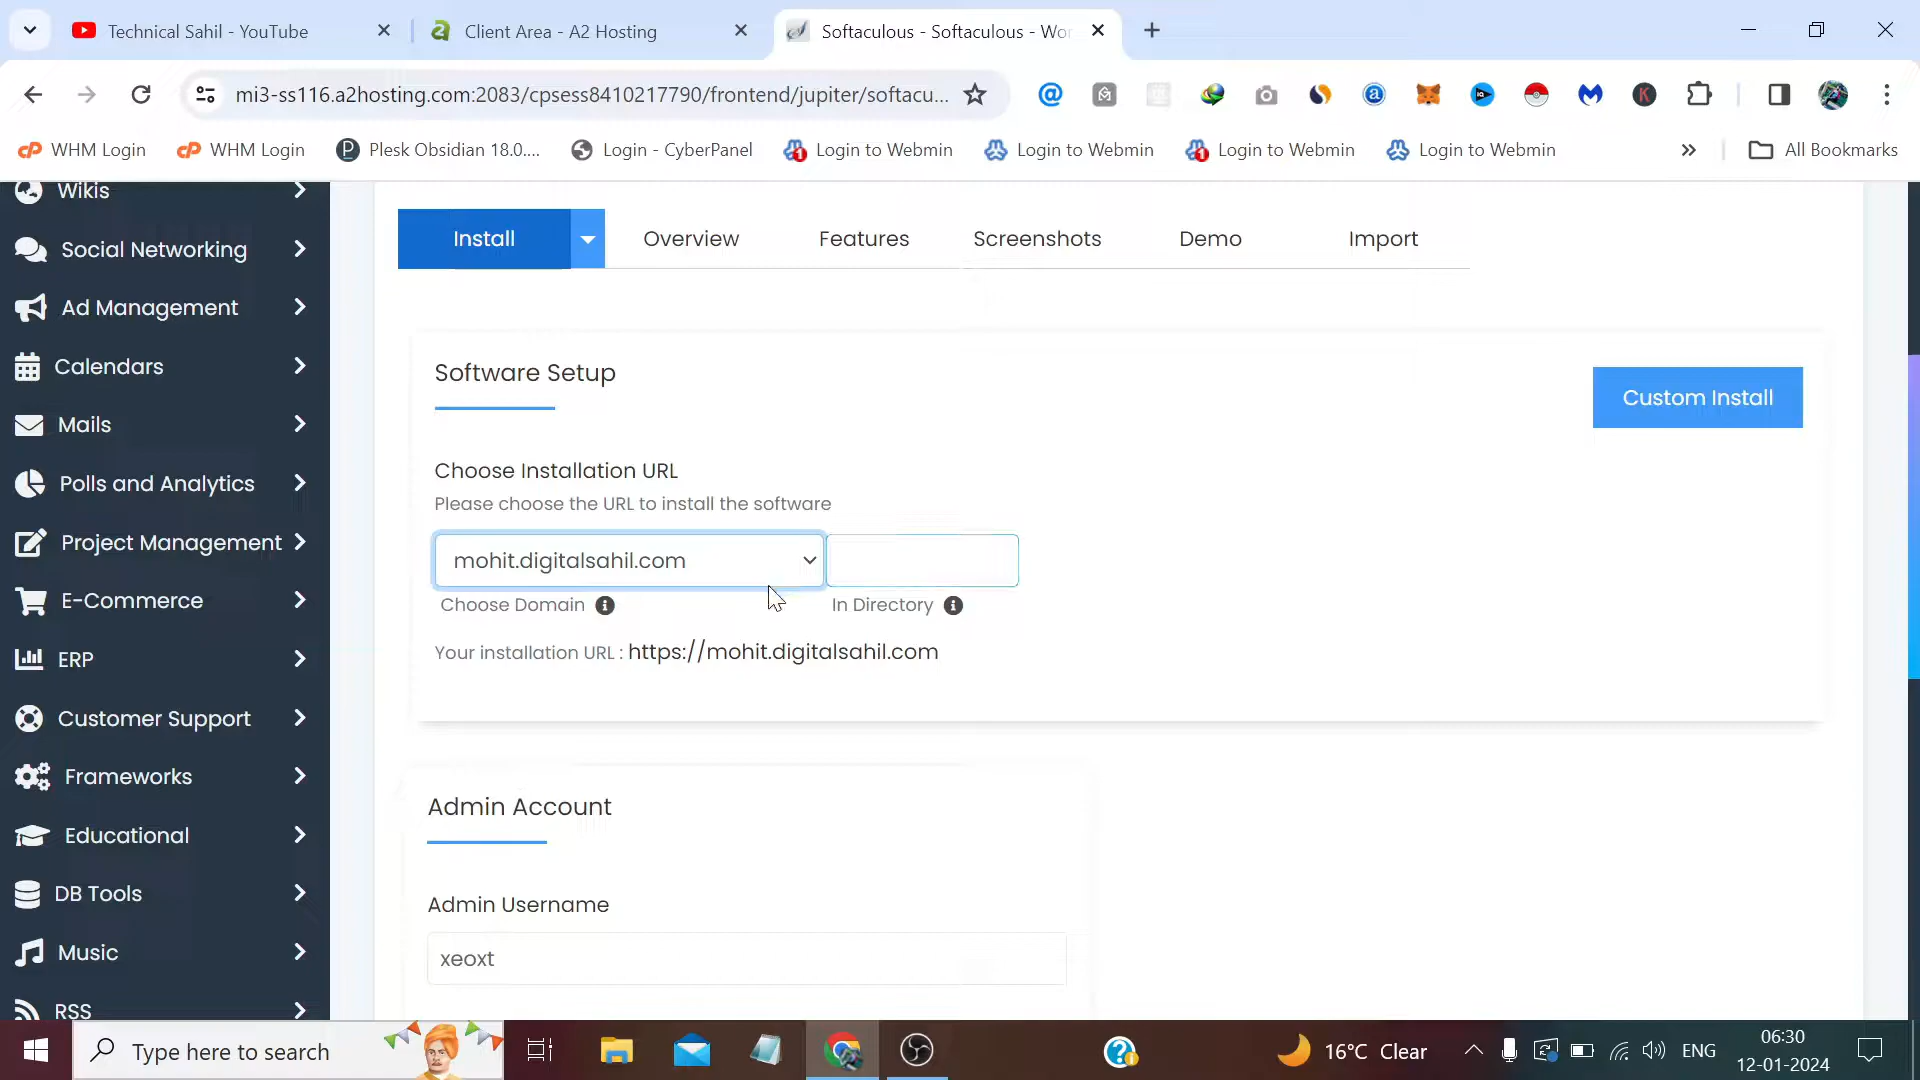 Technical Sahil - YouTube
Client Area - A2 Hosting
Softaculous - Softaculous - Wor
mi3-ss116.a2hosting.com:2083/cpsess8410217790/frontend/jupiter/softacu...
WHM Login
WHM Login
Plesk Obsidian 18.0....
Login - CyberPanel
Login to Webmin
Login to Webmin
Login to Webmin
Login to Webmin
All Bookmarks
Wikis
Social Networking
Ad Management
Calendars
Mails
Polls and Analytics
Project Management
E-Commerce
ERP
Customer Support
Frameworks
Educational
DB Tools
Music
RSS
Install
Overview
Features
Screenshots
Demo
Import
Software Setup
Custom Install
Choose Installation URL
Please choose the URL to install the software
mohit.digitalsahil.com
Choose Domain
In Directory
Your installation URL : https://mohit.digitalsahil.com
Admin Account
Admin Username
xeoxt
Type here to search
16°C Clear
ENG
06:30
12-01-2024